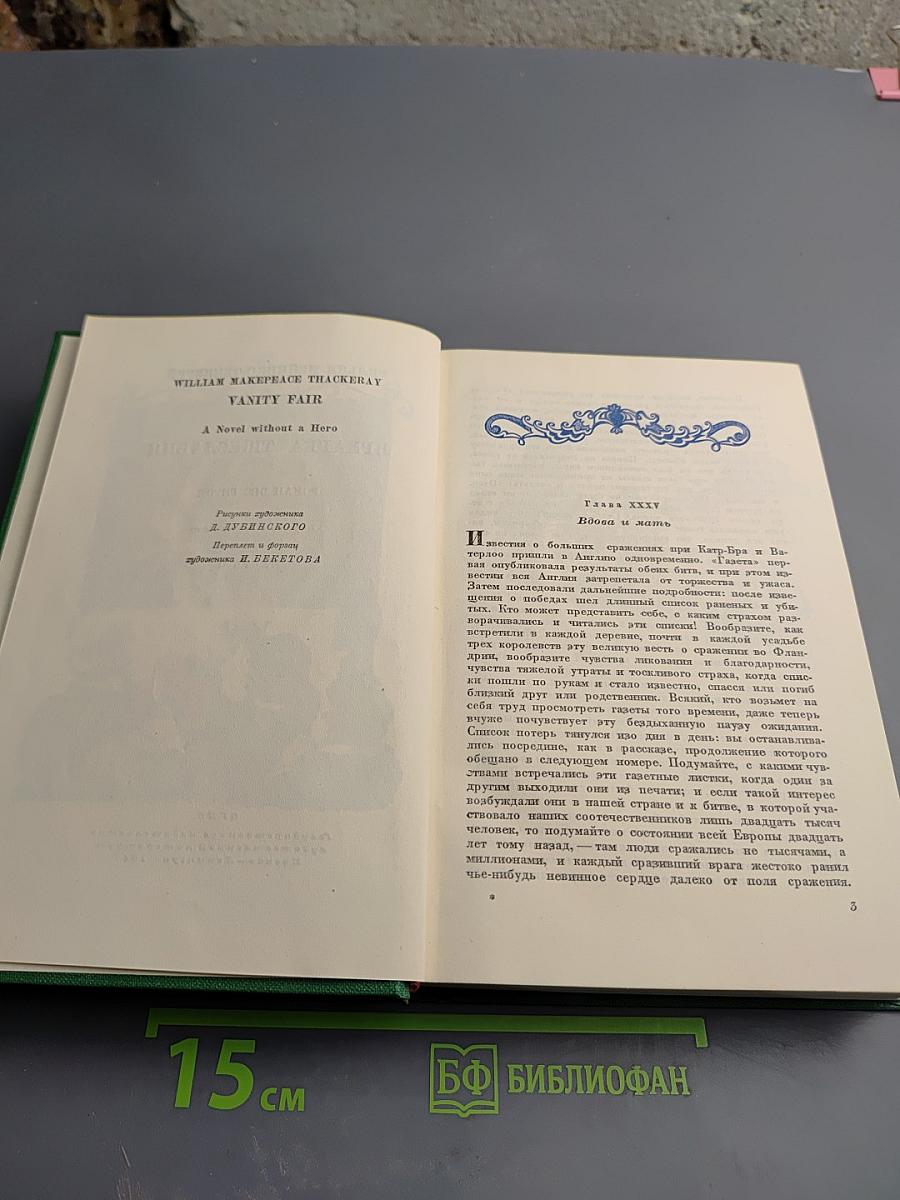 WILLIAM MAKEPEACE THACKERAY
VANITY FAIR
A Novel without a Hero
Рисунки художника
Д. ДУБИНСКОГО
Переплет и форзац
художника И. БЕКЕТОВА
Глава XXXV
Вдова и мать
Известия о больших сражениях при Катр-Бра и Ва-
терлоо пришли в Англию одновременно. «Газета» пер-
вая опубликовала результаты обеих битв, и при этом из-
вестии вся Англия затрепетала от торжества и ужаса.
Затем последовали дальнейшие подробности: после изве-
щения о победах шел длинный список раненых и уби-
тых. Кто может представить себе, с каким страхом раз-
ворачивались и читались эти списки! Вообразите, как
встретили в каждой деревне, почти в каждой усадьбе
трех королевств эту великую весть о сражении во Флан-
дрии, вообразите чувства ликования и благодарности,
чувства тяжелой утраты и тоскливого страха, когда спис-
ки пошли по рукам и стало известно, спасся или погиб
близкий друг или родственник. Всякий, кто возьмет на
себя труд просмотреть газеты того времени, даже теперь
вчуже почувствует эту бездыханную паузу ожидания.
Список потерь тянулся изо дня в день: вы останавлива-
лись посредине, как в рассказе, продолжение которого
обещано в следующем номере. Подумайте, с какими чув-
ствами встречались эти газетные листки, когда один за
другим выходили они из печати; и если такой интерес
возбуждали они в нашей стране и к битве, в которой уча-
ствовало наших соотечественников лишь двадцать тысяч
человек, то подумайте о состоянии всей Европы двадцать
лет тому назад, — там люди сражались не тысячами, а
миллионами, и каждый сразивший врага жестоко ранил
чье-нибудь невинное сердце далеко от поля сражения.
*
3
15 см
БФ БИБЛИОФАН